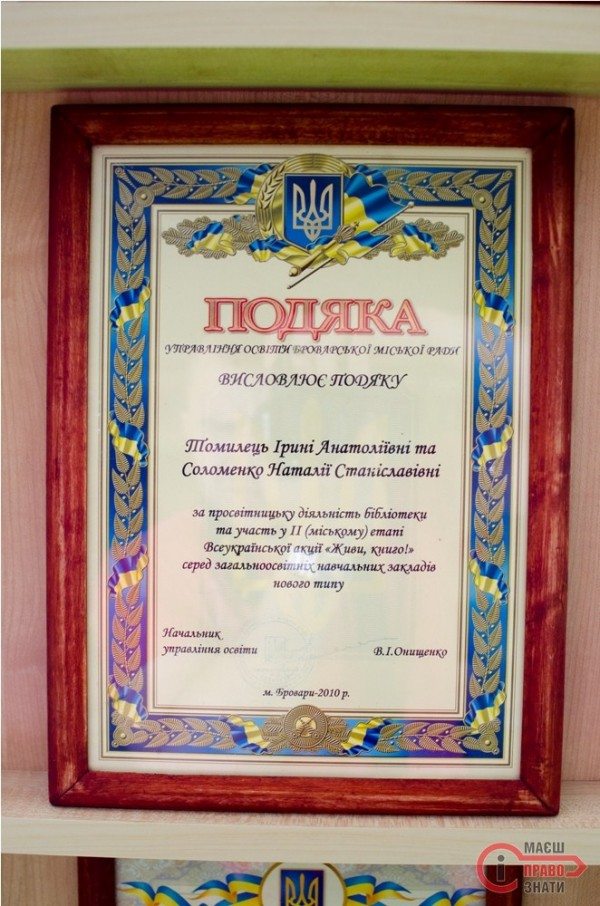 ПОДЯКА
УПРАВЛІННЯ ОСВІТИ БРОВАРСЬКОЇ МІСЬКОЇ РАДИ
ВИСЛОВЛЮЄ ПОДЯКУ
Томилець Ірині Анатоліївні та
Соломенко Наталії Станіславівні
за просвітницьку діяльність бібліотеки
та участь у ІІ (міському) етапі
Всеукраїнської акції «Живи, книго!»
серед загальноосвітніх навчальних закладів
нового типу
Начальник
управління освіти В.І.Онищенко
м. Бровари-2010 р.
МАЄШ
ПРАВО
ЗНАТИ